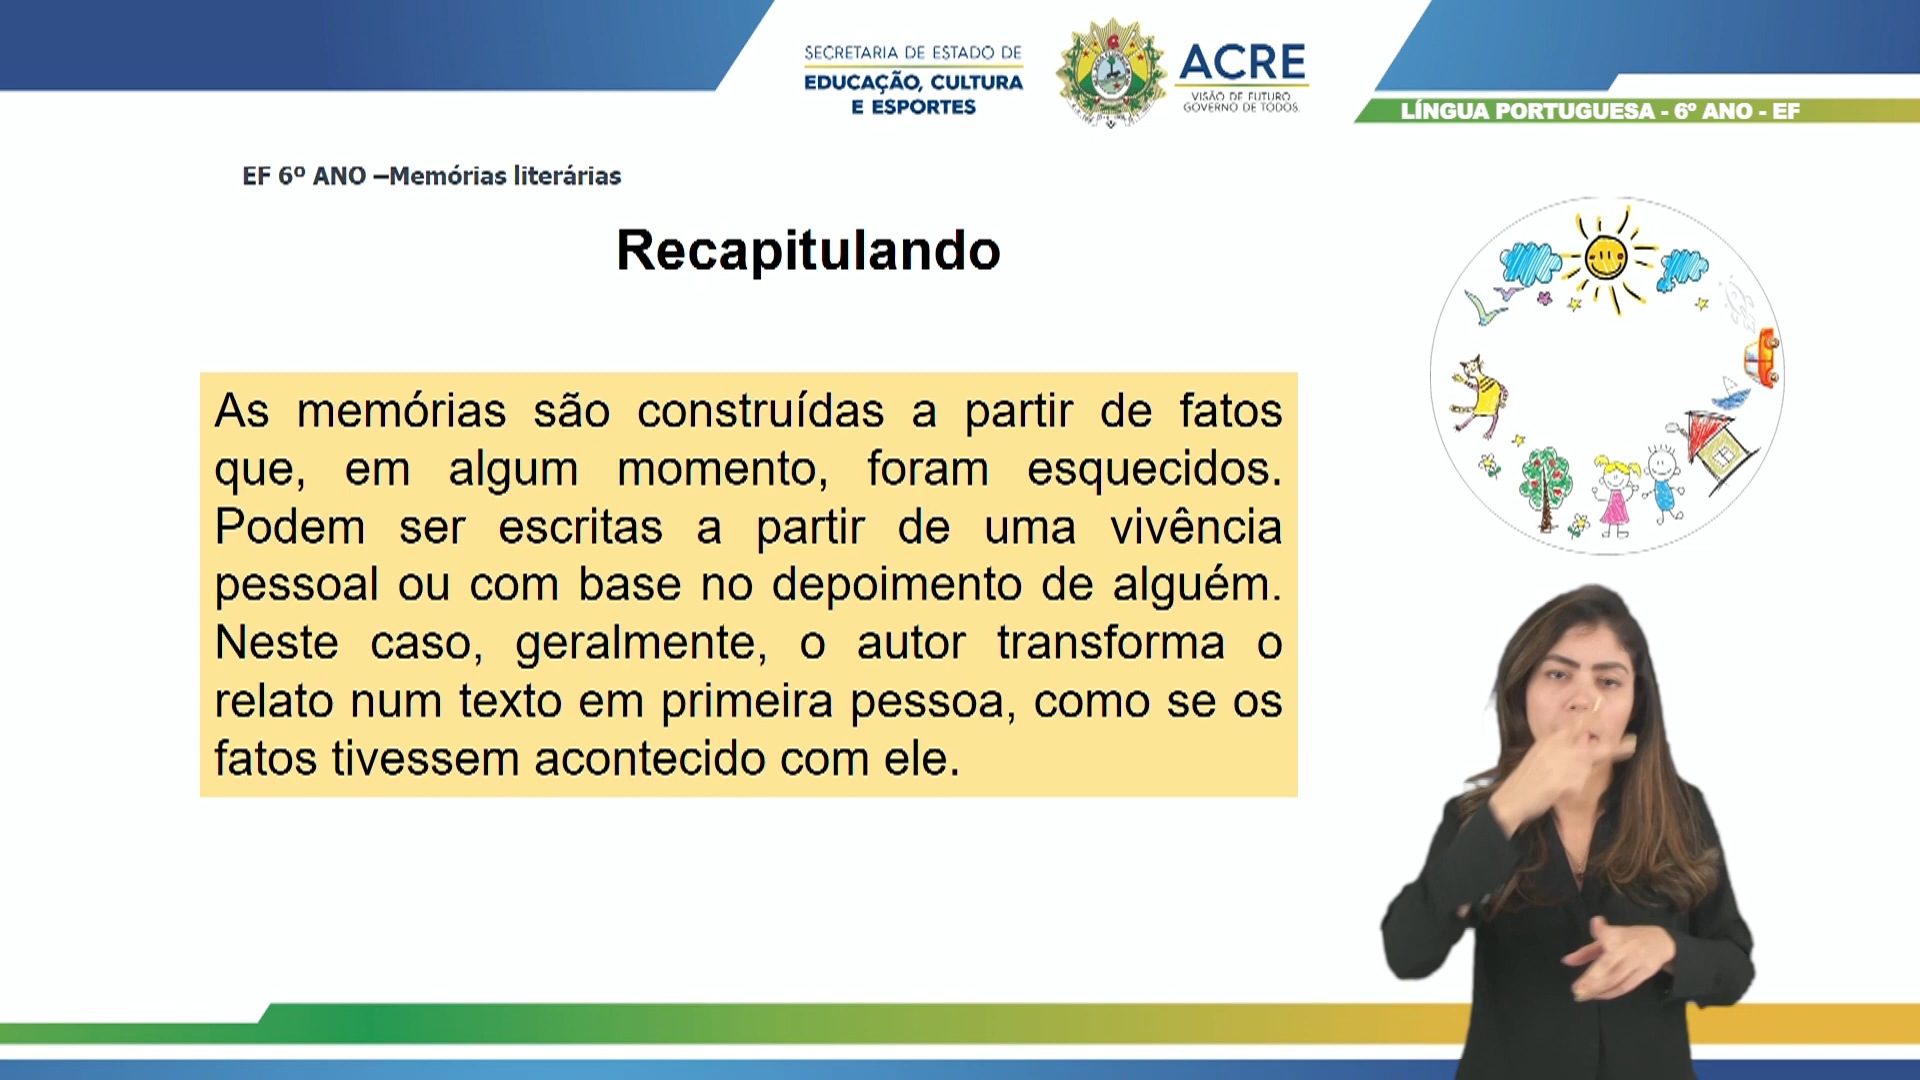 SECRETARIA DE ESTADO DE
EDUCAÇÃO, CULTURA
E ESPORTES
ACRE
VISÃO DE FUTURO
GOVERNO DE TODOS.
LÍNGUA PORTUGUESA - 6º ANO - EF
EF 6º ANO –Memórias literárias
Recapitulando
As memórias são construídas a partir de fatos
que, em algum momento, foram esquecidos.
Podem ser escritas a partir de uma vivência
pessoal ou com base no depoimento de alguém.
Neste caso, geralmente, o autor transforma o
relato num texto em primeira pessoa, como se os
fatos tivessem acontecido com ele.